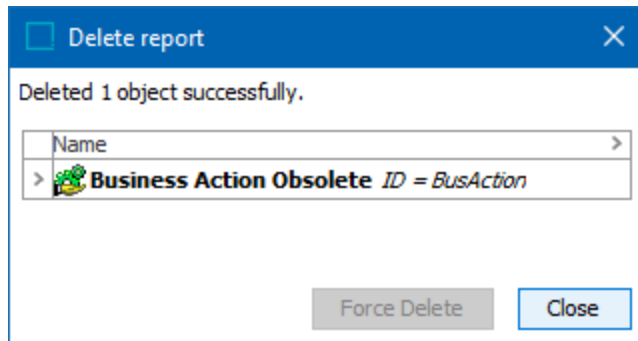 Delete report
Deleted 1 object successfully.
Name
Business Action Obsolete ID = BusAction
Force Delete Close